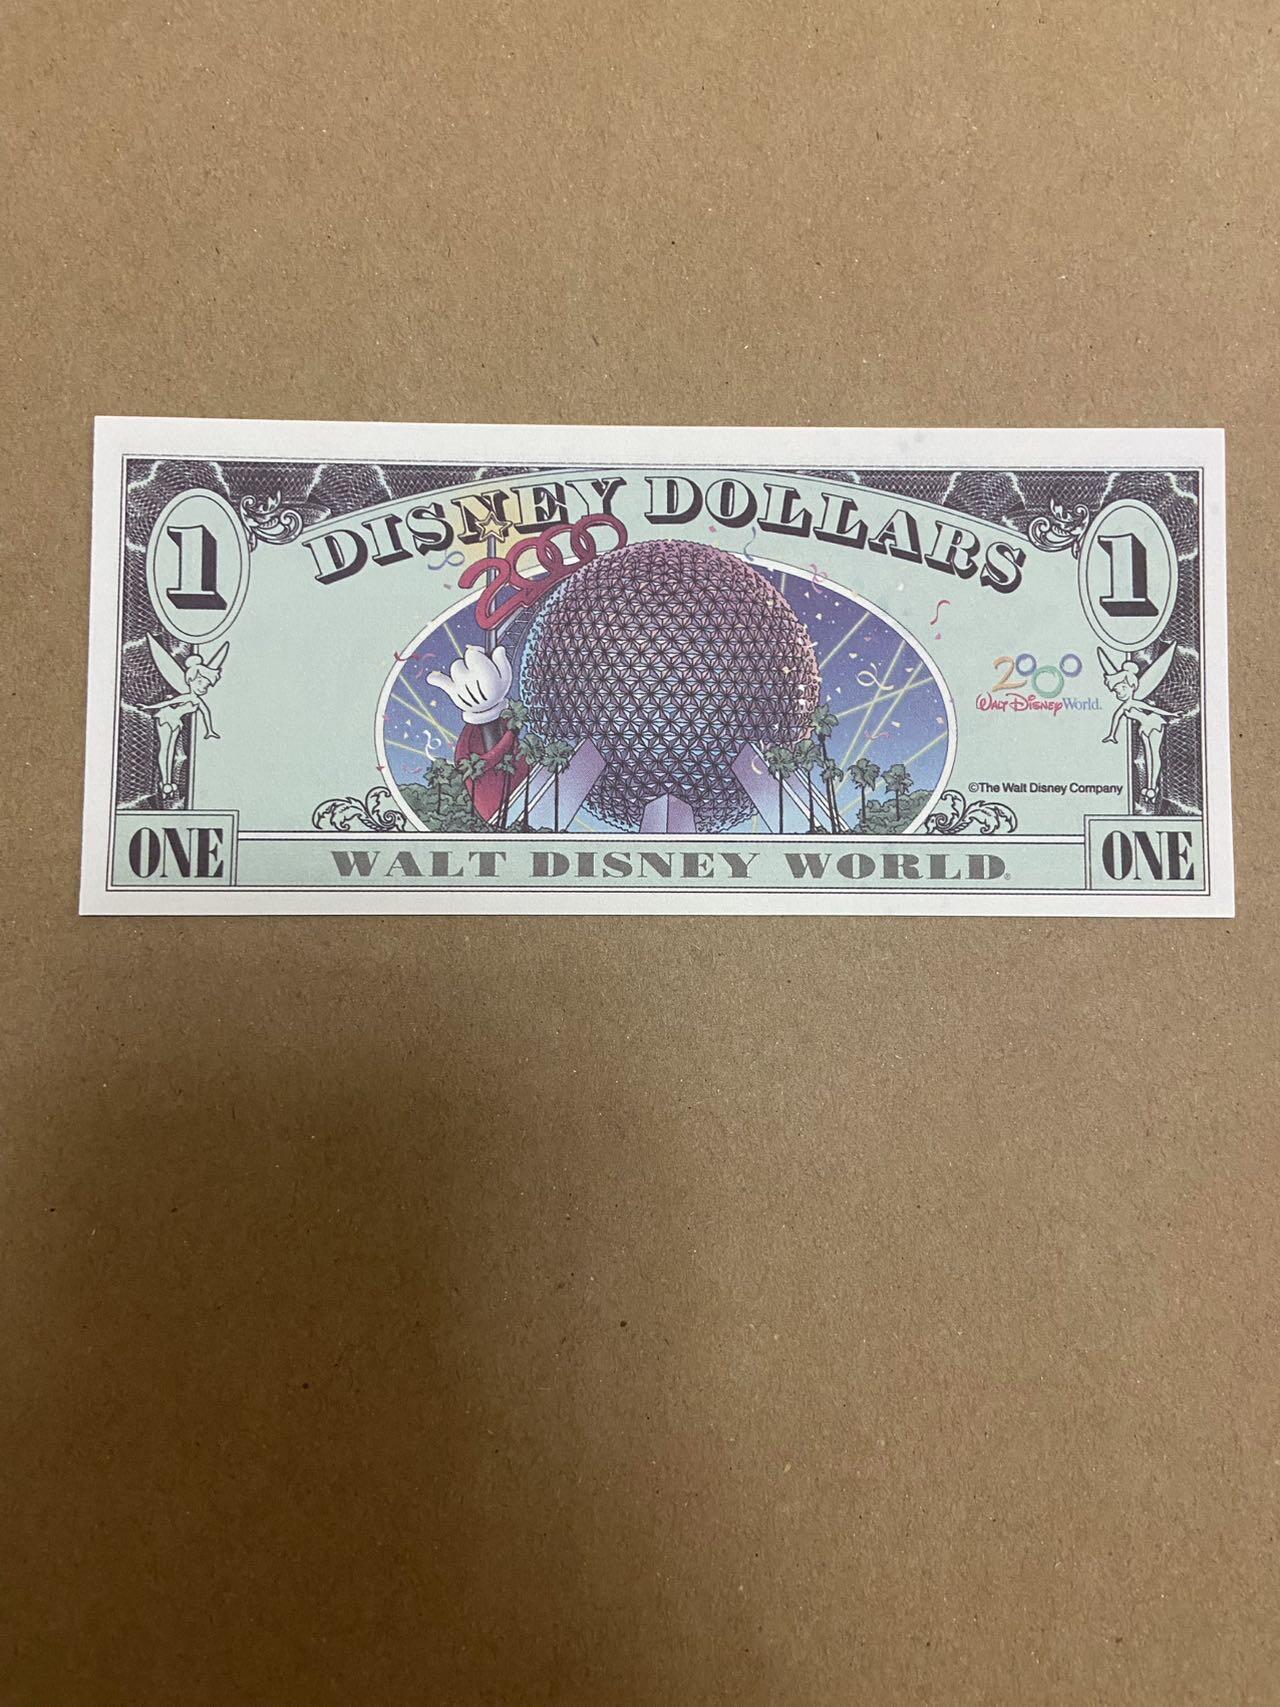 DISNEY DOLLARS
1
1
2000
2000
Walt Disney World.
©The Walt Disney Company
ONE
WALT DISNEY WORLD®
ONE